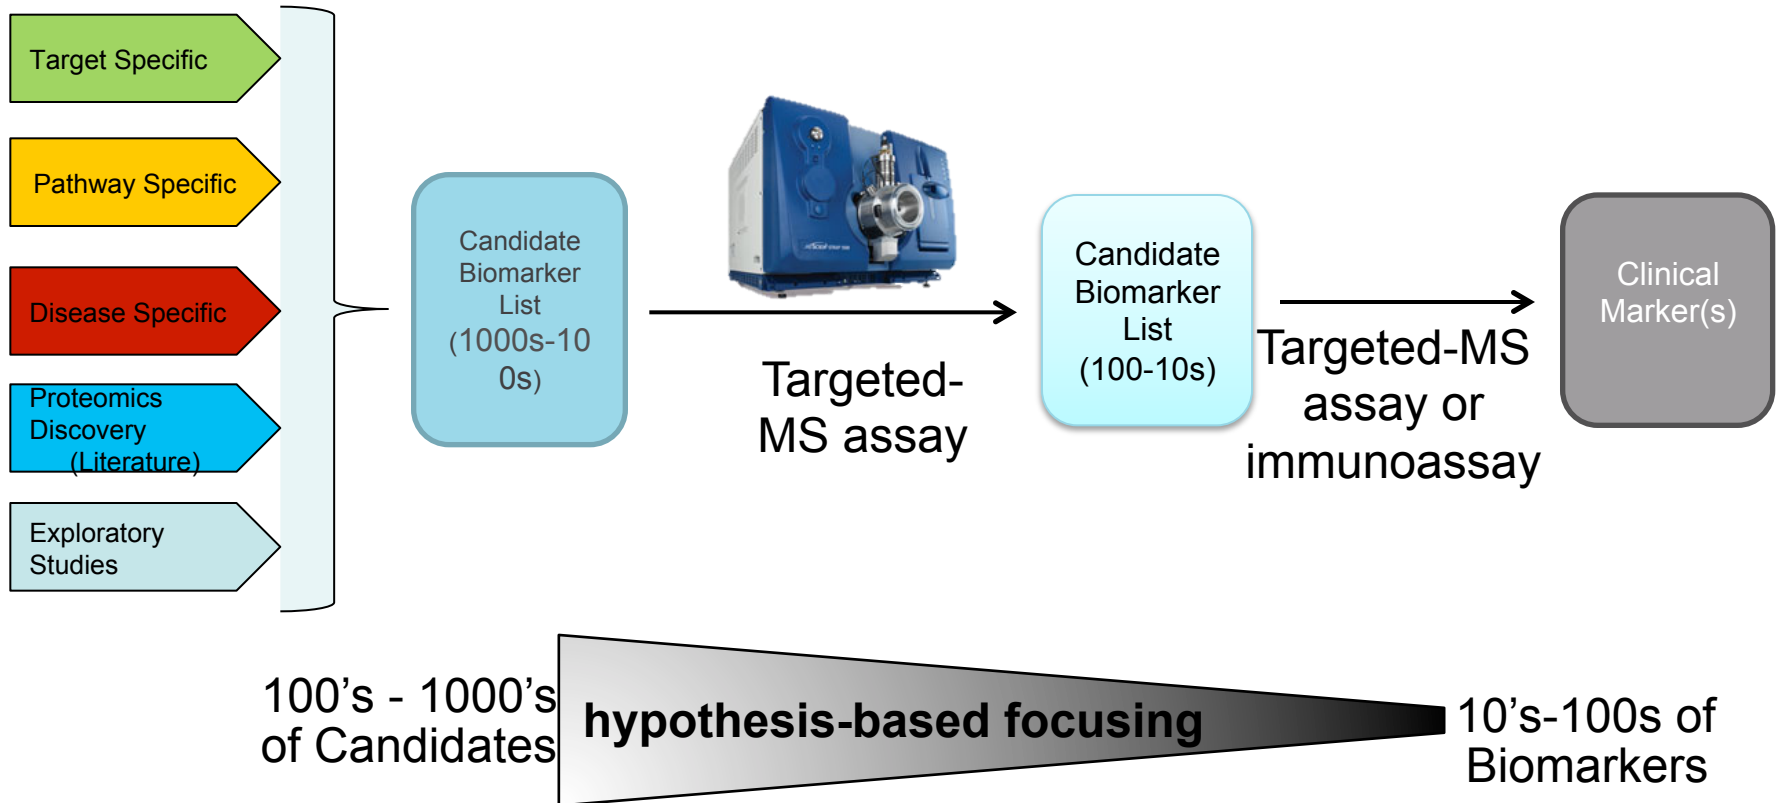 Target Specific
Pathway Specific
Disease Specific
Proteomics
Discovery
(Literature)
Exploratory
Studies
Candidate
Biomarker
List
(1000s-10
0s)
Targeted-
MS assay
Candidate
Biomarker
List
(100-10s)
Targeted-MS
assay or
immunoassay
Clinical
Marker(s)
100's - 1000's
of Candidates
hypothesis-based focusing
10's-100s of
Biomarkers